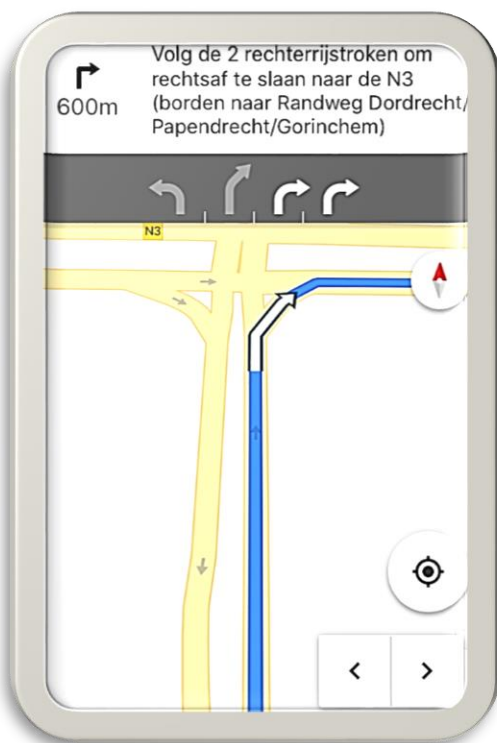 Volg de 2 rechterrijstroken om
rechtsaf te slaan naar de N3
(borden naar Randweg Dordrecht/
Papendrecht/Gorinchem)
600m
N3